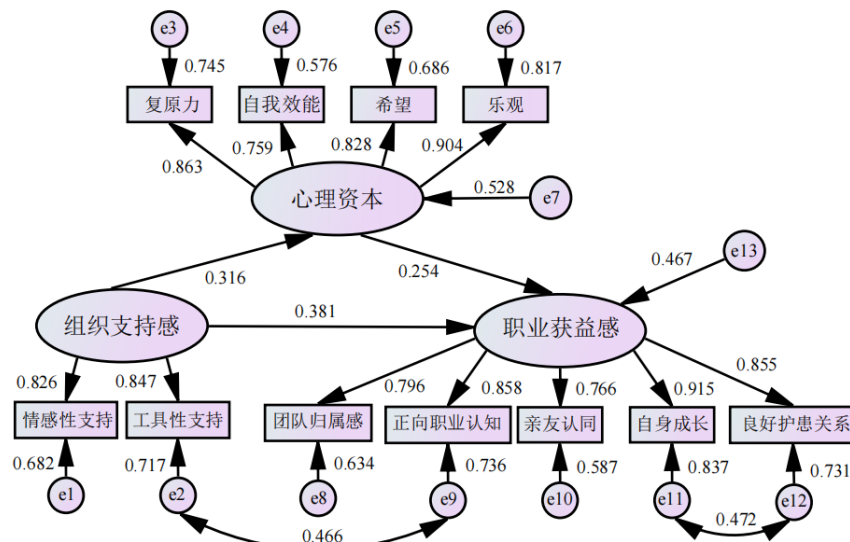 e3
e4
e5
e6
0.745
0.576
0.686
0.817
复原力
自我效能
希望
乐观
0.863
0.759
0.828
0.904
心理资本
0.528
e7
0.316
0.254
0.467
e13
组织支持感
0.381
职业获益感
0.826
0.847
0.796
0.858
0.766
0.915
0.855
情感性支持
工具性支持
团队归属感
正向职业认知
亲友认同
自身成长
良好护患关系
0.682
0.717
0.634
0.736
0.587
0.837
0.731
e1
e2
e8
e9
e10
e11
e12
0.466
0.472